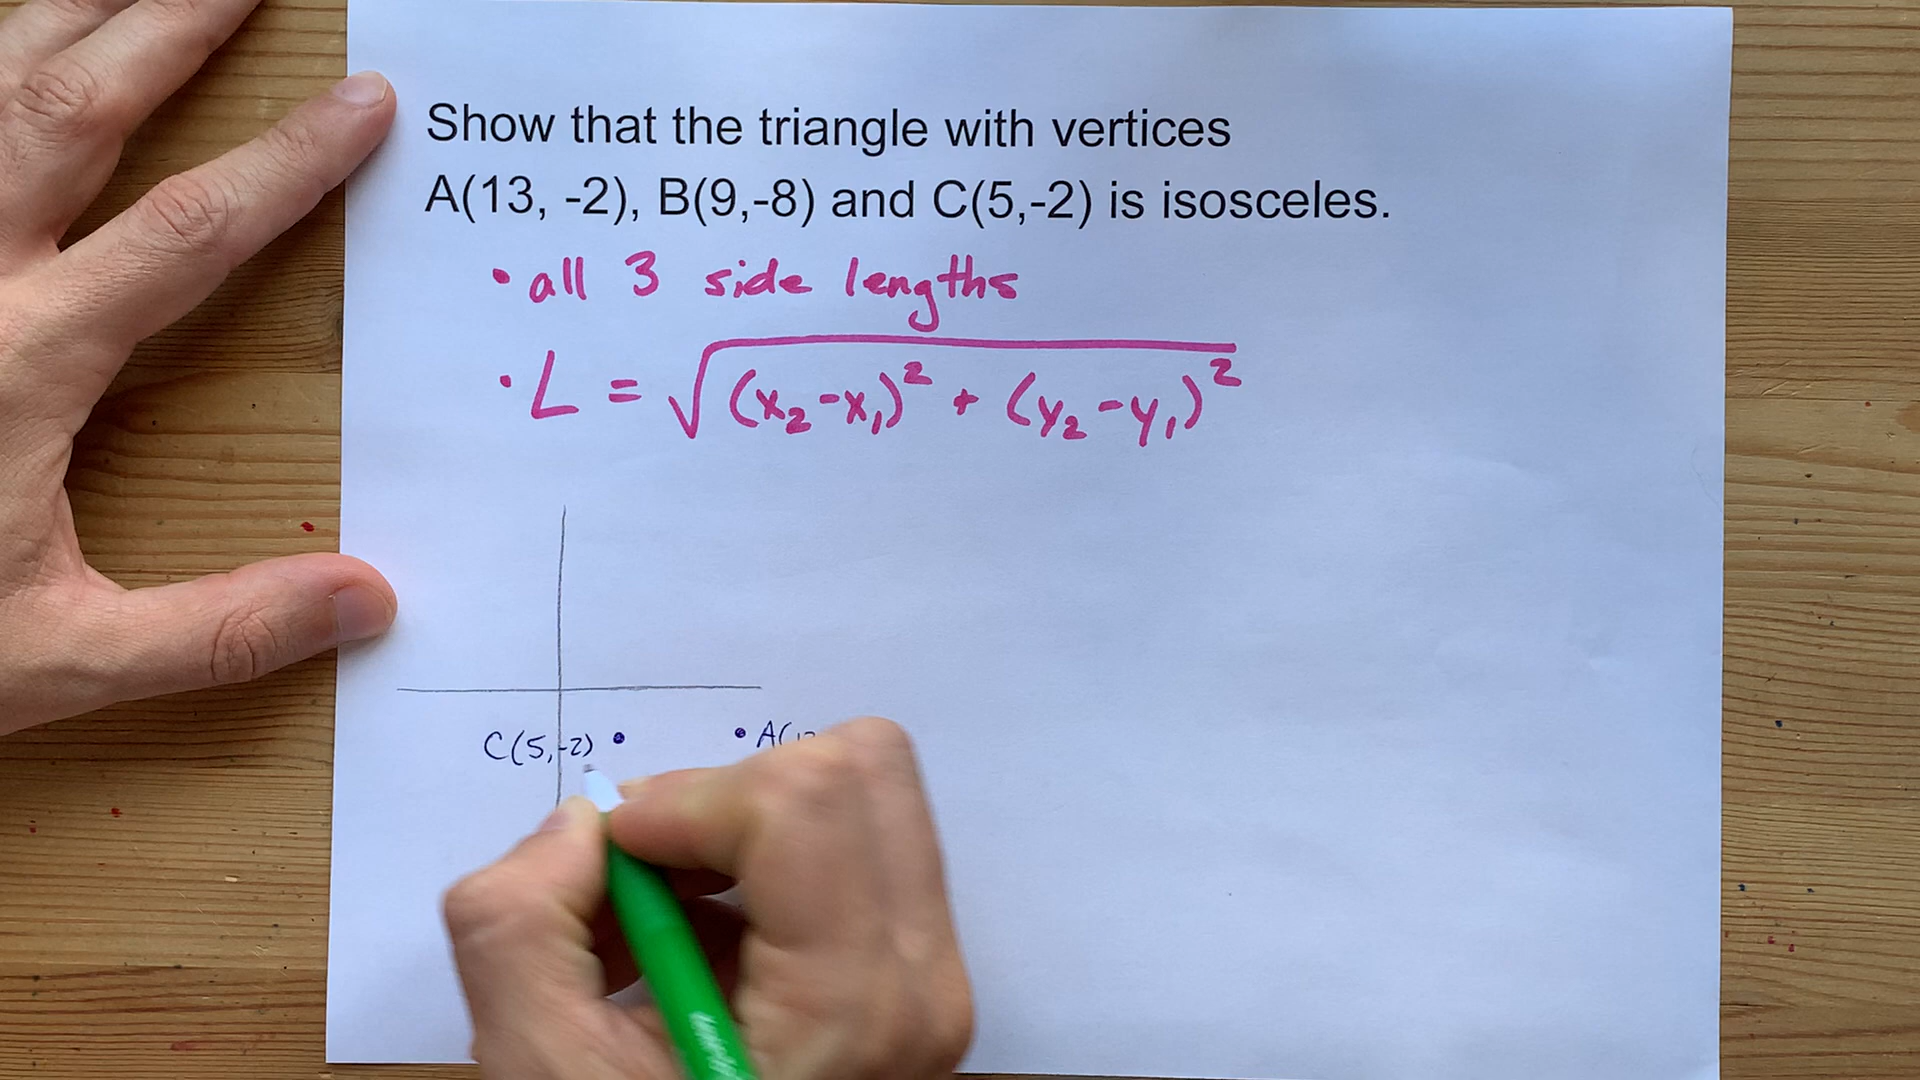 Show that the triangle with vertices
A(13, -2), B(9,-8) and C(5,-2) is isosceles.
• all 3 side lengths
• L = √(x₂-x₁)² + (y₂-y₁)²
C(5,-2) • • A(